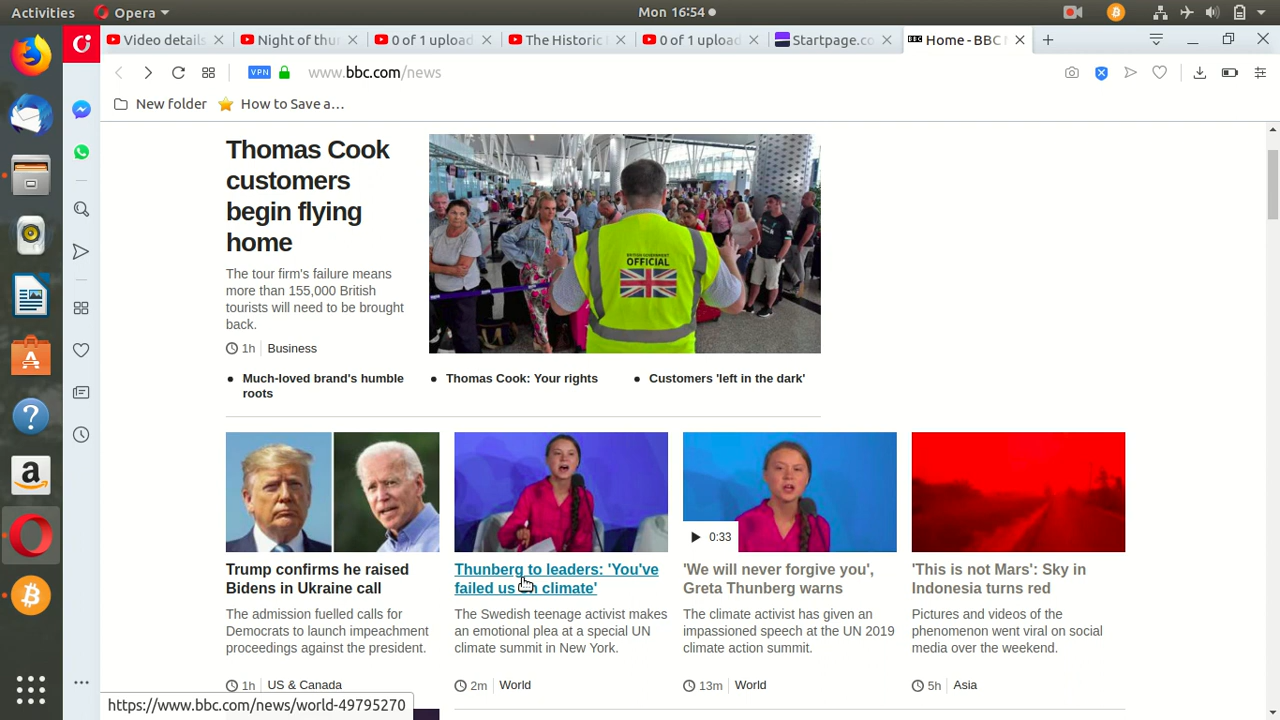 Activities Opera Mon 16:54
Video details Night of thu 0 of 1 upload The Historic 0 of 1 upload Startpage.co BBC Home - BBC
VPN www.bbc.com/news
New folder How to Save a...
Thomas Cook
customers
begin flying
home
The tour firm's failure means
more than 155,000 British
tourists will need to be brought
back.
1h Business
BRITISH GOVERNMENT
OFFICIAL
Much-loved brand's humble
roots
Thomas Cook: Your rights
Customers 'left in the dark'
Trump confirms he raised
Bidens in Ukraine call
The admission fuelled calls for
Democrats to launch impeachment
proceedings against the president.
1h US & Canada
Thunberg to leaders: 'You've
failed us on climate'
The Swedish teenage activist makes
an emotional plea at a special UN
climate summit in New York.
2m World
0:33
'We will never forgive you',
Greta Thunberg warns
The climate activist has given an
impassioned speech at the UN 2019
climate action summit.
13m World
'This is not Mars': Sky in
Indonesia turns red
Pictures and videos of the
phenomenon went viral on social
media over the weekend.
5h Asia
https://www.bbc.com/news/world-49795270